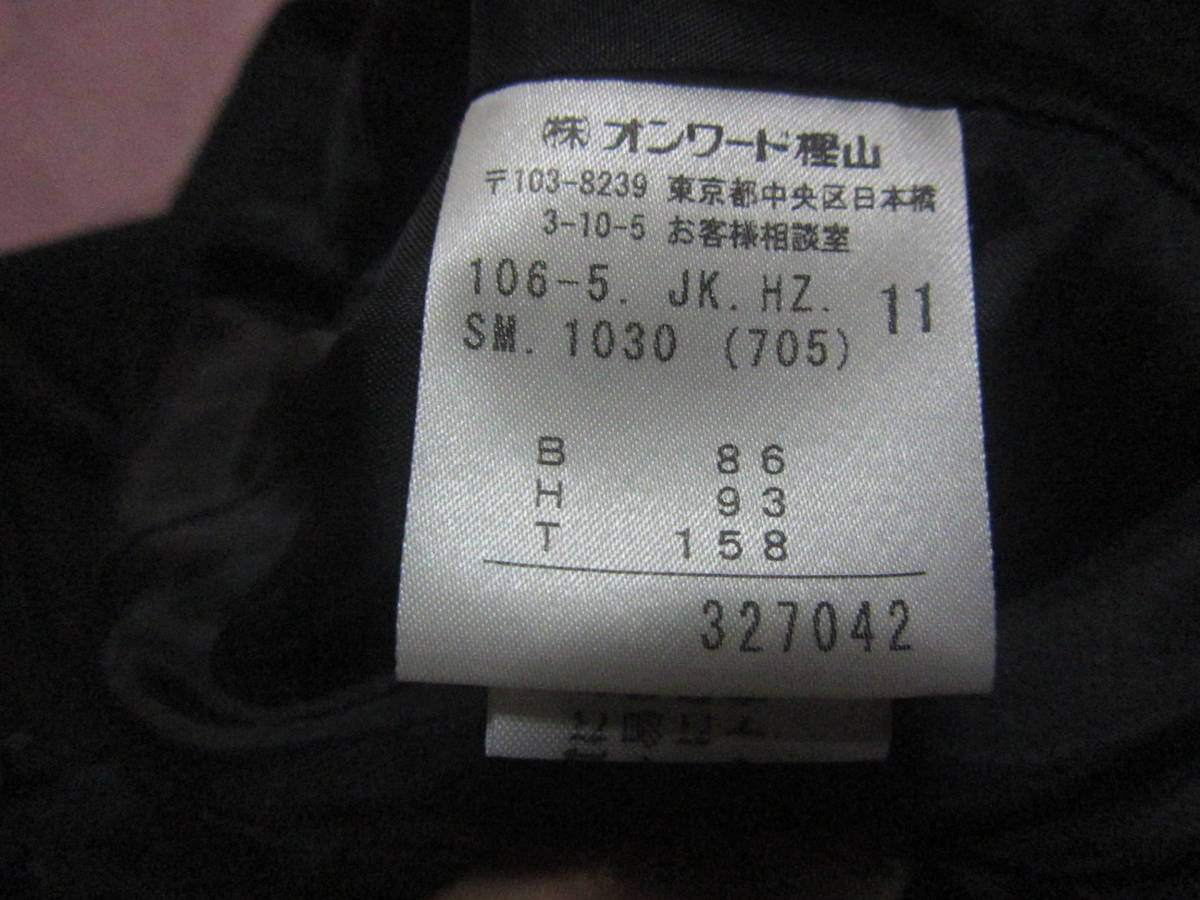 ㈱ オンワード樫山
〒103-8239 東京都中央区日本橋
3-10-5 お客様相談室
106-5. JK. HZ. 11
SM. 1030 (705)
B 86
H 93
T 158
327042